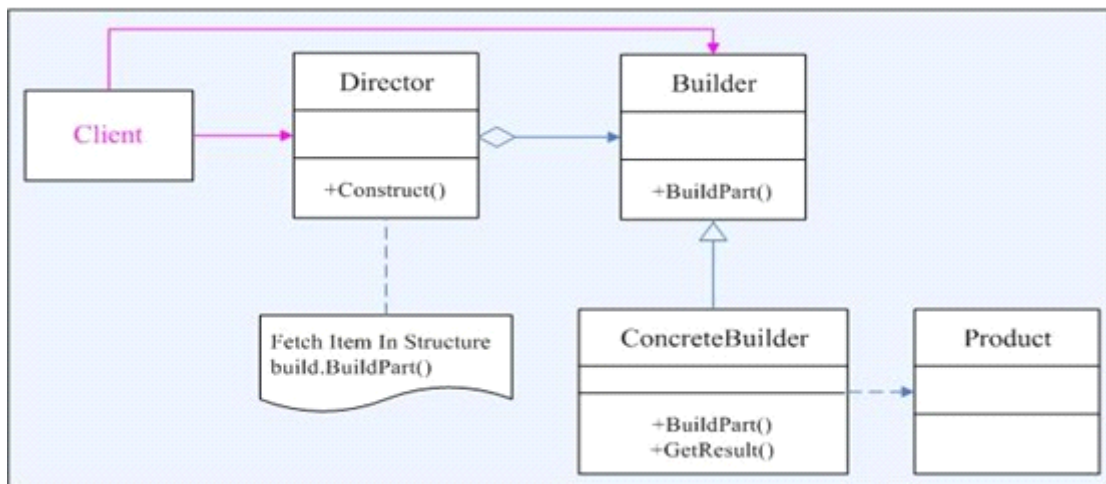 Client
Director
+Construct()
Builder
+BuildPart()
Fetch Item In Structure
build.BuildPart()
ConcreteBuilder
+BuildPart()
+GetResult()
Product